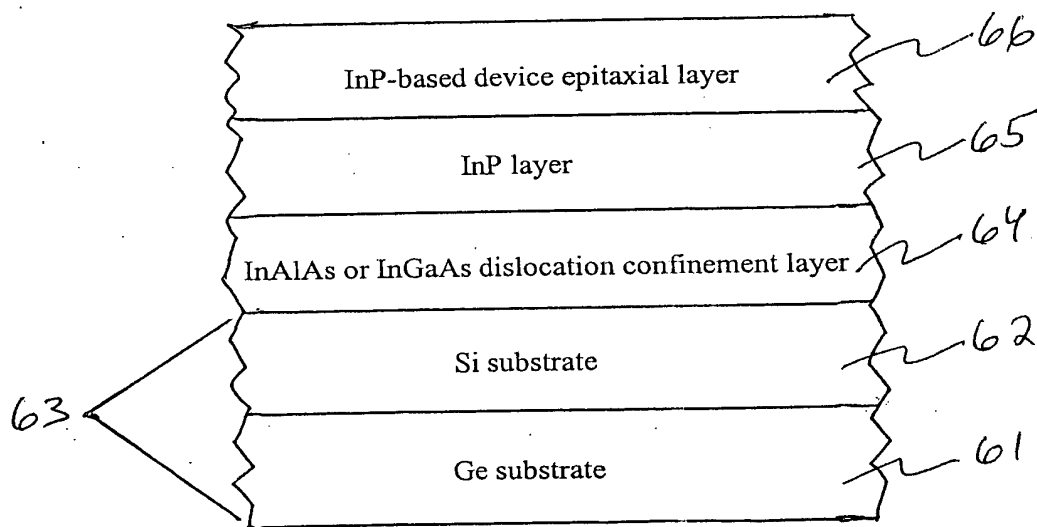 66
InP-based device epitaxial layer
65
InP layer
64
InAlAs or InGaAs dislocation confinement layer
62
Si substrate
63
61
Ge substrate